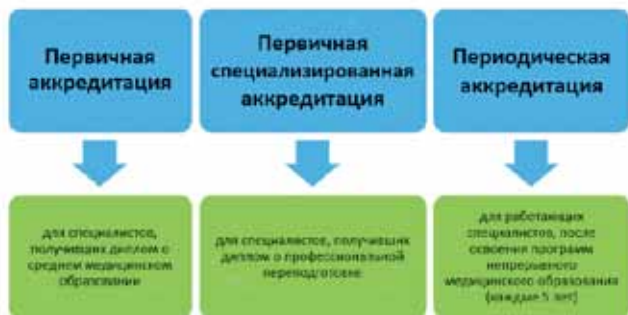 Первичная
аккредитация
Первичная
специализированная
аккредитация
Периодическая
аккредитация
для специалистов,
получивших диплом о
среднем медицинском
образовании
для специалистов, получивших
диплом о профессиональной
переподготовке
для работающих
специалистов, после
освоения программ
непрерывного
медицинского образования
(каждые 5 лет)